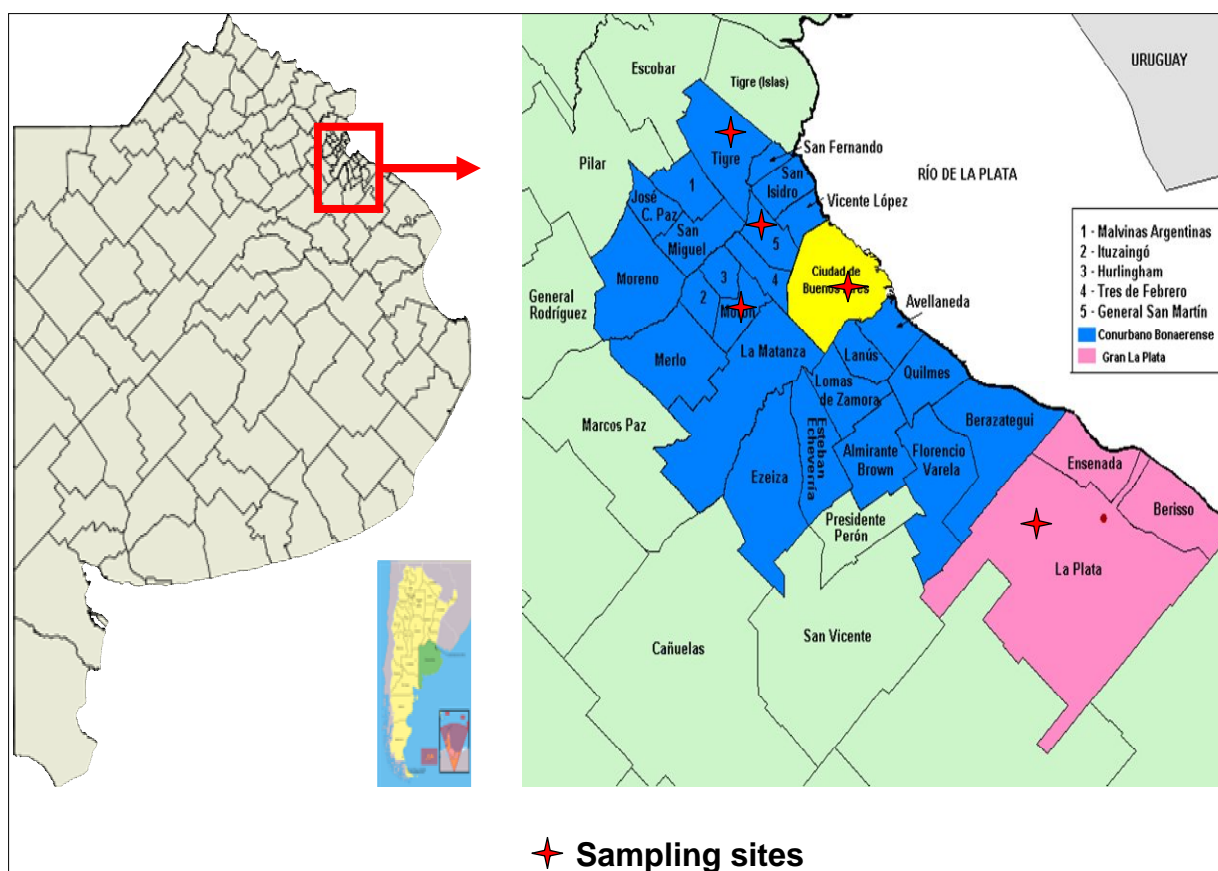 Escobar
Tigre (Islas)
URUGUAY
Pilar
Tigre
San Fernando
San
Isidro
RÍO DE LA PLATA
1
José
C. Paz
San
Miguel
Vicente López
5
Moreno
3
2
4
Ciudad de
Buenos Aires
General
Rodríguez
Morón
Avellaneda
1 - Malvinas Argentinas
2 - Ituzaingó
3 - Hurlingham
4 - Tres de Febrero
5 - General San Martín
Conurbano Bonaerense
Gran La Plata
Merlo
La Matanza
Lanús
Quilmes
Lomas
de Zamora
Marcos Paz
Berazategui
Esteban
Echeverría
Almirante
Brown
Florencio
Varela
Ezeiza
Ensenada
Berisso
Presidente
Perón
La Plata
San Vicente
Cañuelas
Sampling sites